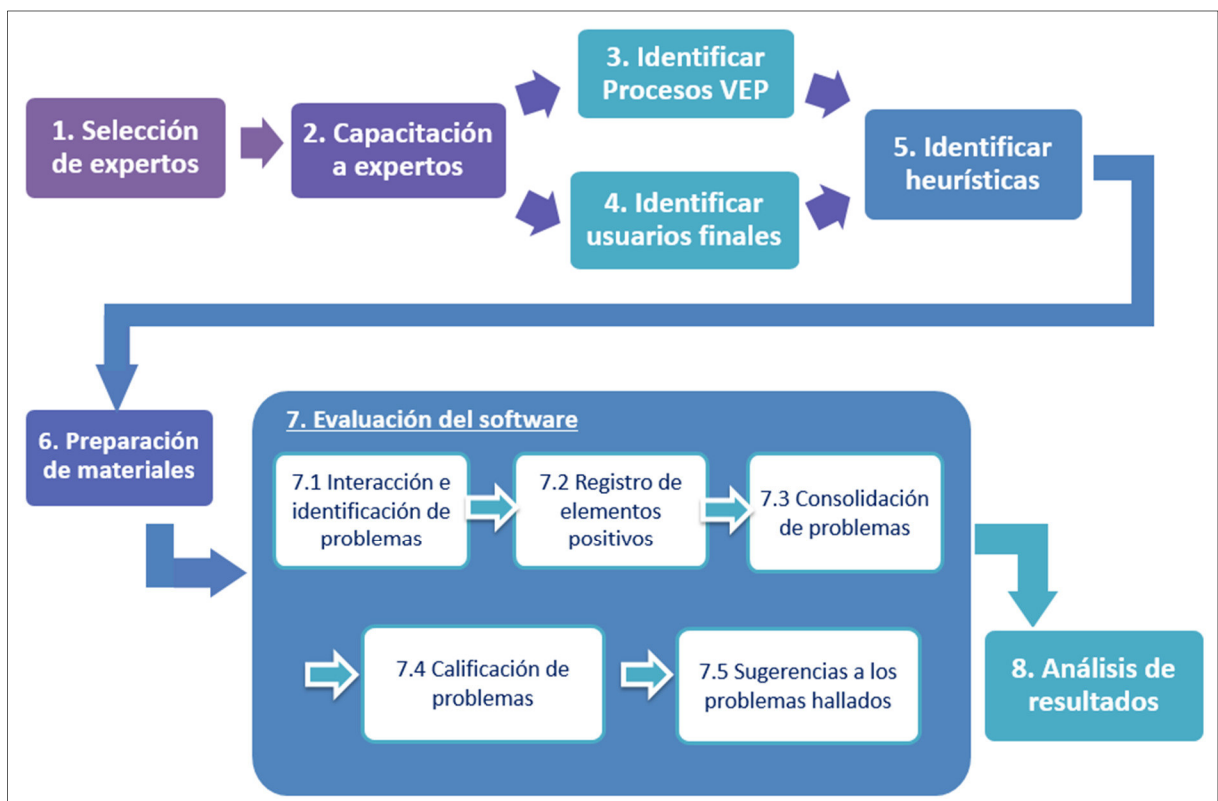 1. Selección
de expertos
2. Capacitación
a expertos
3. Identificar
Procesos VEP
4. Identificar
usuarios finales
5. Identificar
heurísticas
6. Preparación
de materiales
7. Evaluación del software
7.1 Interacción e
identificación de
problemas
7.2 Registro de
elementos
positivos
7.3 Consolidación
de problemas
7.4 Calificación de
problemas
7.5 Sugerencias a los
problemas hallados
8. Análisis de
resultados